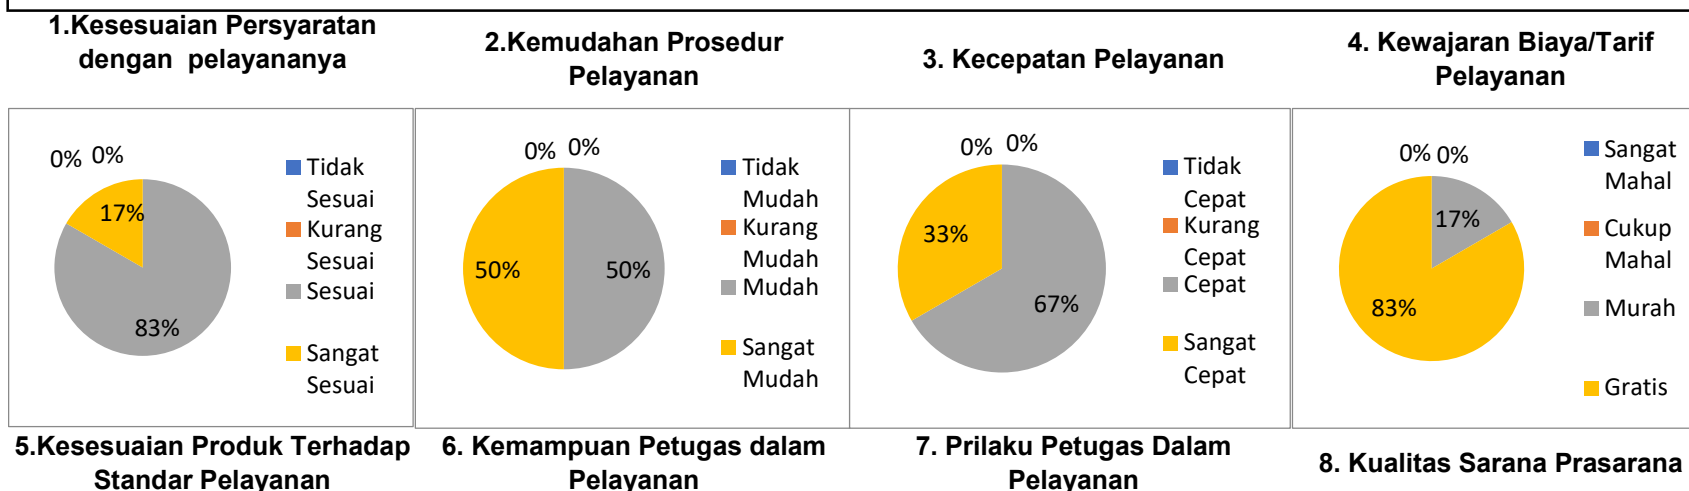 1.Kesesuaian Persyaratan
dengan pelayananya
2.Kemudahan Prosedur
Pelayanan
3. Kecepatan Pelayanan
4. Kewajaran Biaya/Tarif
Pelayanan
0% 0%
17%
83%
Tidak
Sesuai
Kurang
Sesuai
Sesuai
Sangat
Sesuai
0% 0%
50%
50%
Tidak
Mudah
Kurang
Mudah
Mudah
Sangat
Mudah
0% 0%
33%
67%
Tidak
Cepat
Kurang
Cepat
Cepat
Sangat
Cepat
0% 0%
17%
83%
Sangat
Mahal
Cukup
Mahal
Murah
Gratis
5.Kesesuaian Produk Terhadap
Standar Pelayanan
6. Kemampuan Petugas dalam
Pelayanan
7. Prilaku Petugas Dalam
Pelayanan
8. Kualitas Sarana Prasarana